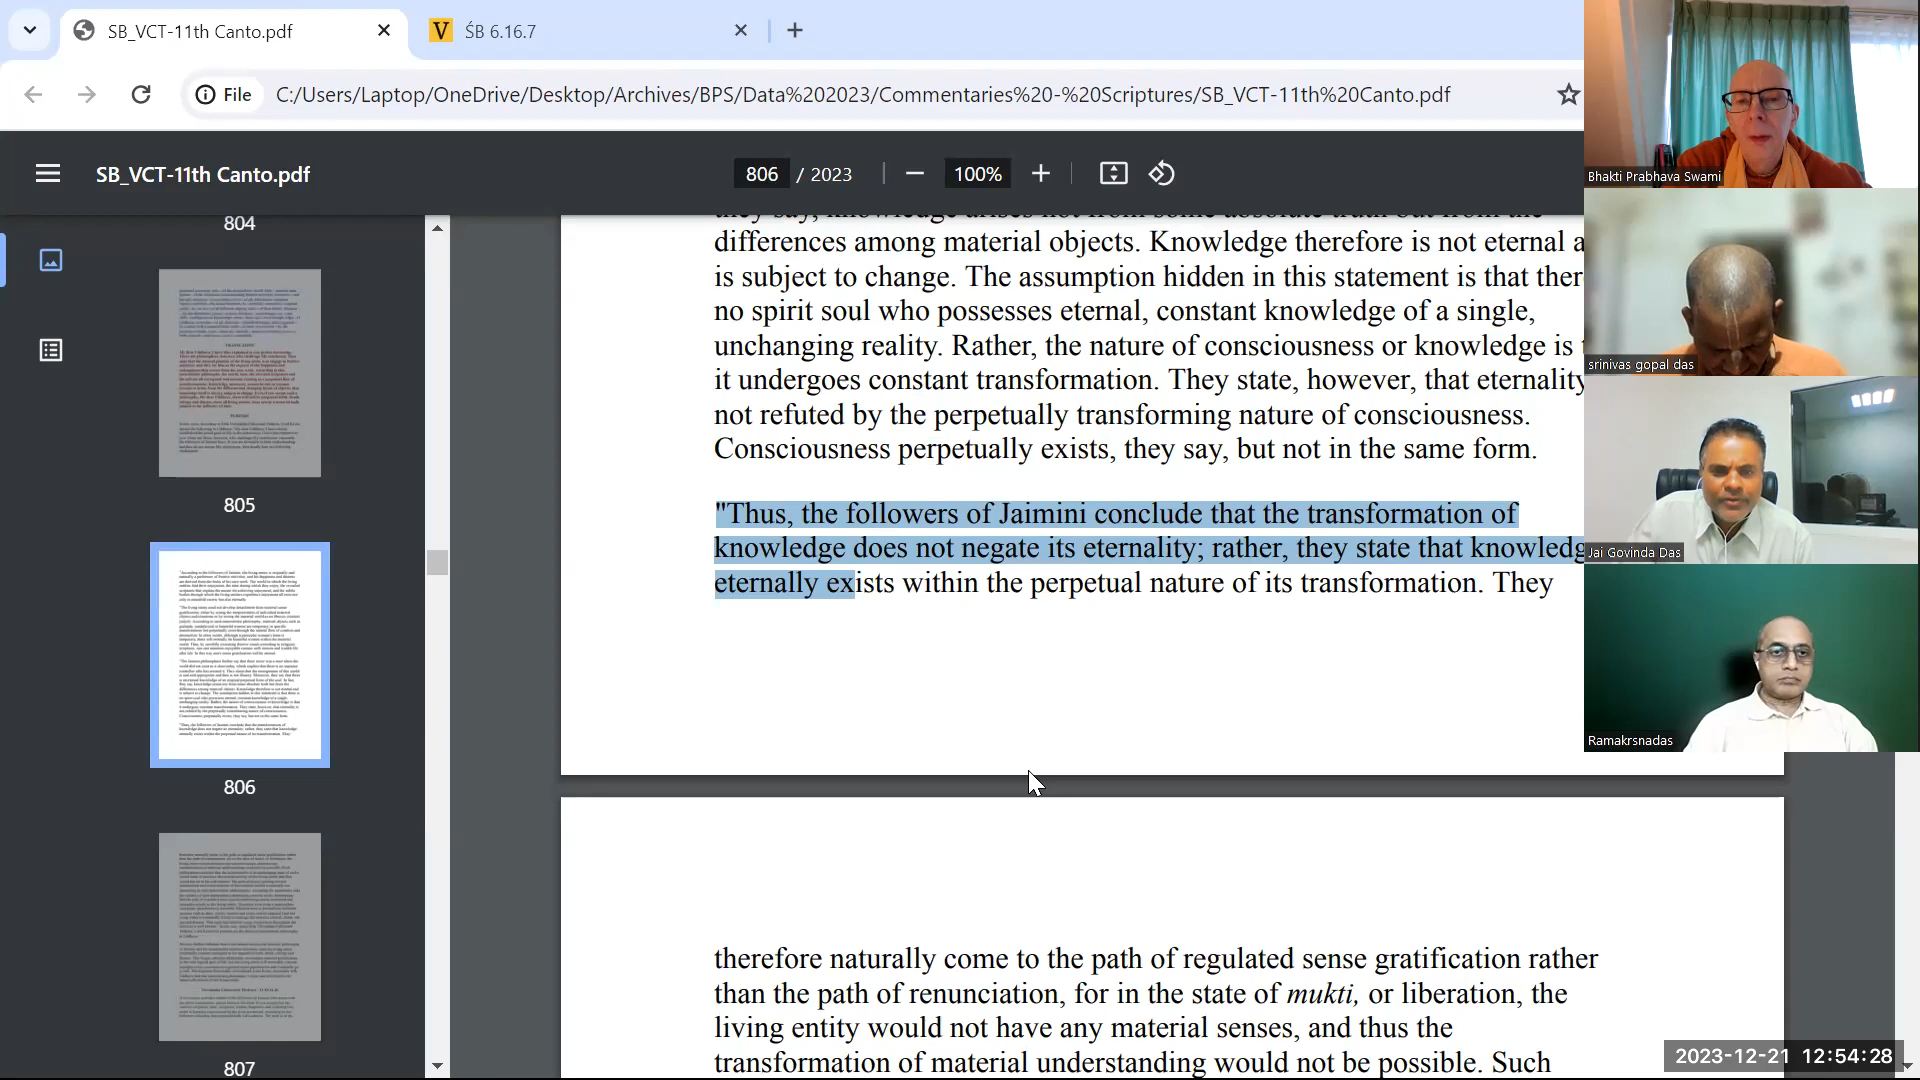 SB_VCT-11th Canto.pdf
V ŚB 6.16.7
File
C:/Users/Laptop/OneDrive/Desktop/Archives/BPS/Data%202023/Commentaries%20-%20Scriptures/SB_VCT-11th%20Canto.pdf
SB_VCT-11th Canto.pdf
806 / 2023
100%
804
805
806
807
differences among material objects. Knowledge therefore is not eternal a
is subject to change. The assumption hidden in this statement is that ther
no spirit soul who possesses eternal, constant knowledge of a single,
unchanging reality. Rather, the nature of consciousness or knowledge is
it undergoes constant transformation. They state, however, that eternality
not refuted by the perpetually transforming nature of consciousness.
Consciousness perpetually exists, they say, but not in the same form.
"Thus, the followers of Jaimini conclude that the transformation of
knowledge does not negate its eternality; rather, they state that knowledg
eternally exists within the perpetual nature of its transformation. They
therefore naturally come to the path of regulated sense gratification rather
than the path of renunciation, for in the state of mukti, or liberation, the
living entity would not have any material senses, and thus the
transformation of material understanding would not be possible. Such
Bhakti Prabhava Swami
srinivas gopal das
Jai Govinda Das
Ramakrsnadas
2023-12-21 12:54:28